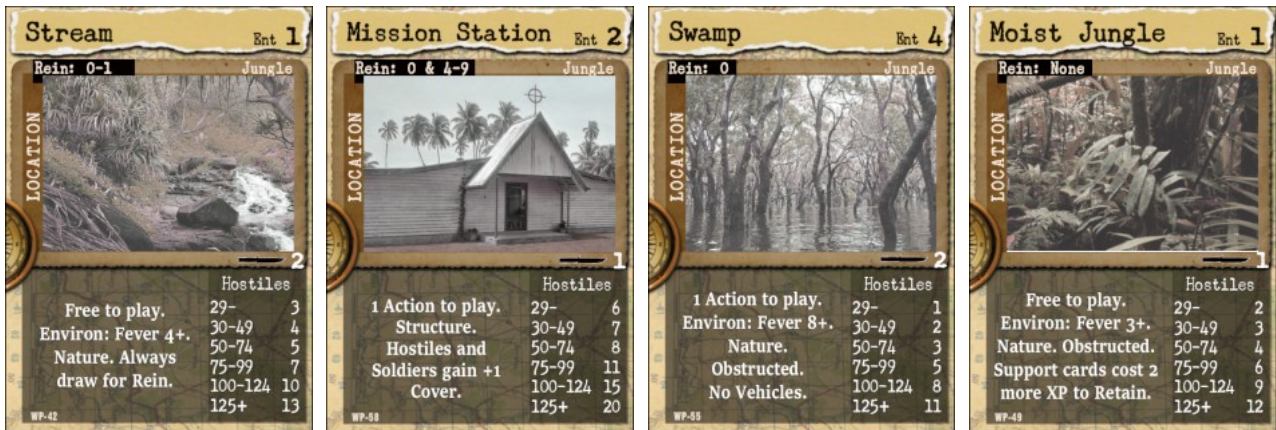 Stream Ent 1
Rein: 0-1 Jungle
LOCATION
2
Hostiles
Free to play.
Environ: Fever 4+.
Nature. Always
draw for Rein.
29- 3
30-49 4
50-74 5
75-99 7
100-124 10
125+ 13
WP-42
Mission Station Ent 2
Rein: 0 & 4-9 Jungle
LOCATION
1
Hostiles
1 Action to play.
Structure.
Hostiles and
Soldiers gain +1
Cover.
29- 6
30-49 7
50-74 8
75-99 11
100-124 15
125+ 20
WP-58
Swamp Ent 4
Rein: 0 Jungle
LOCATION
2
Hostiles
1 Action to play.
Environ: Fever 8+.
Nature.
Obstructed.
No Vehicles.
29- 1
30-49 2
50-74 3
75-99 5
100-124 8
125+ 11
WP-55
Moist Jungle Ent 1
Rein: None Jungle
LOCATION
1
Hostiles
Free to play.
Environ: Fever 3+.
Nature. Obstructed.
Support cards cost 2
more XP to Retain.
29- 2
30-49 3
50-74 4
75-99 6
100-124 9
125+ 12
WP-49